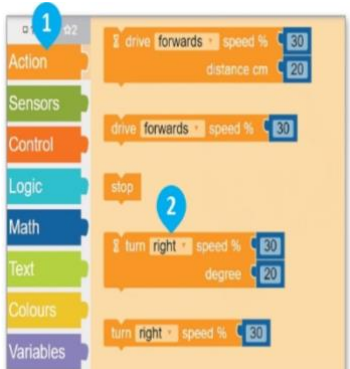 1
2
Action
Sensors
Control
Logic
Math
Text
Colours
Variables
drive forwards speed % 30
distance cm 20
drive forwards speed % 30
stop
2
turn right speed % 30
degree 20
turn right speed % 30